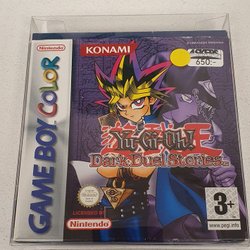 Nintendo
KONAMI
650:-
GAME BOY COLOR
Yu-Gi-Oh!
Dark Duel Stories
LICENSED BY
Nintendo
3+
www.pegi.info